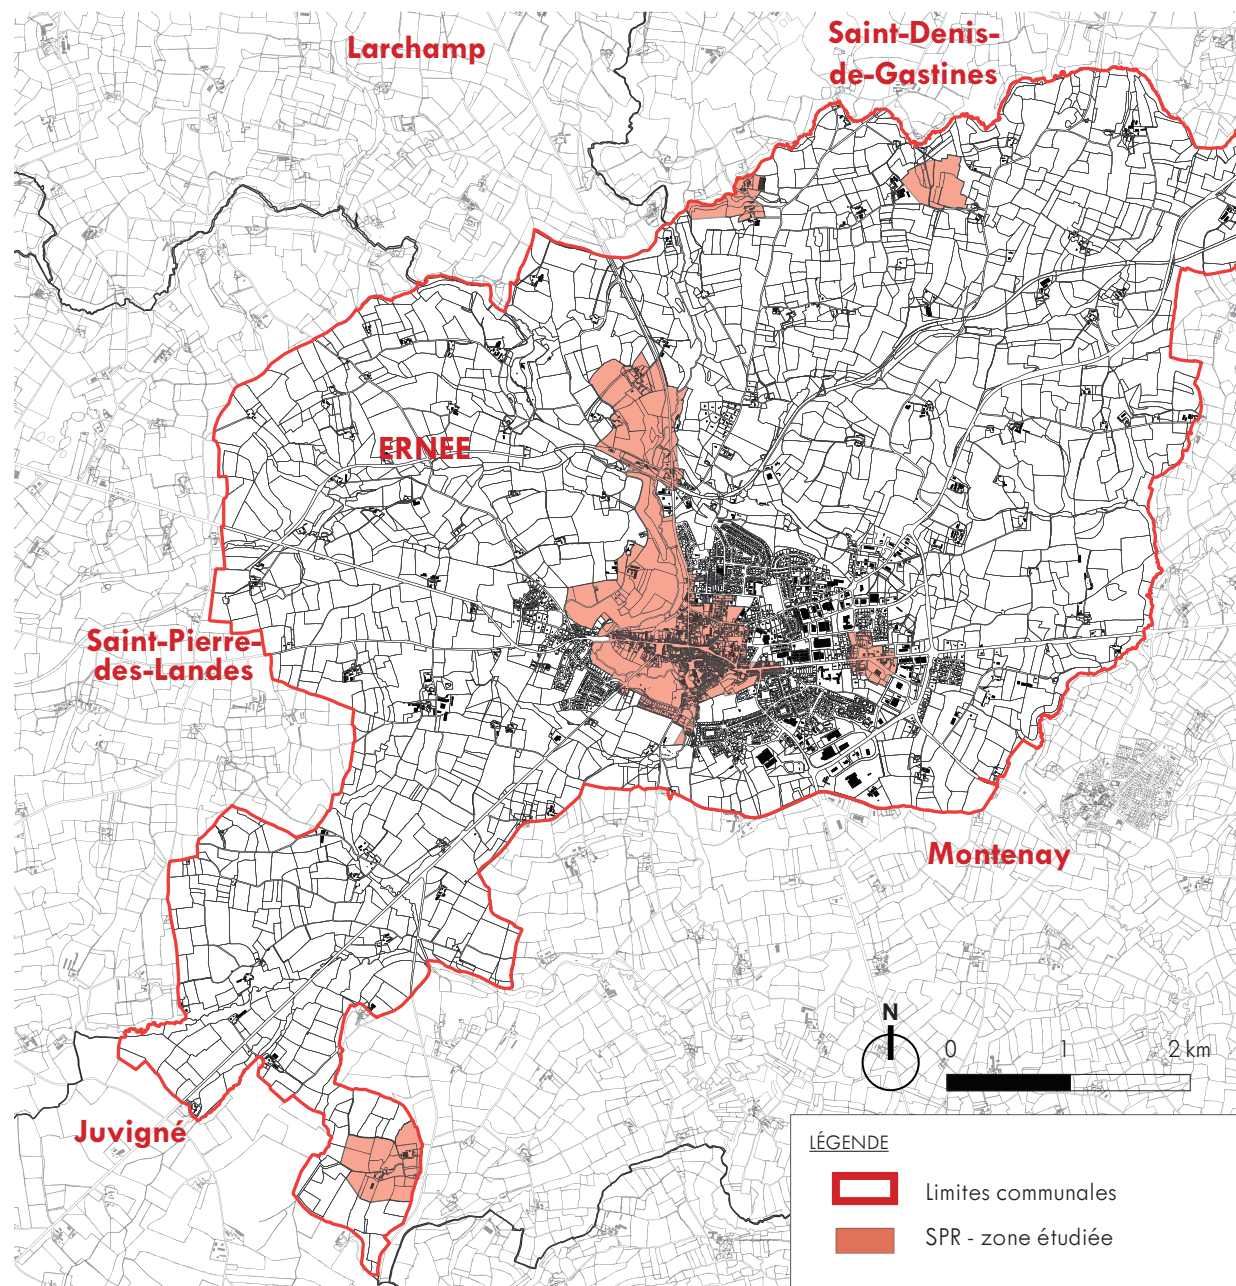 Larchamp
Saint-Denis-
de-Gastines
ERNEE
Saint-Pierre-
des-Landes
Montenay
Juvigné
N
0 1 2 km
LÉGENDE
Limites communales
SPR - zone étudiée